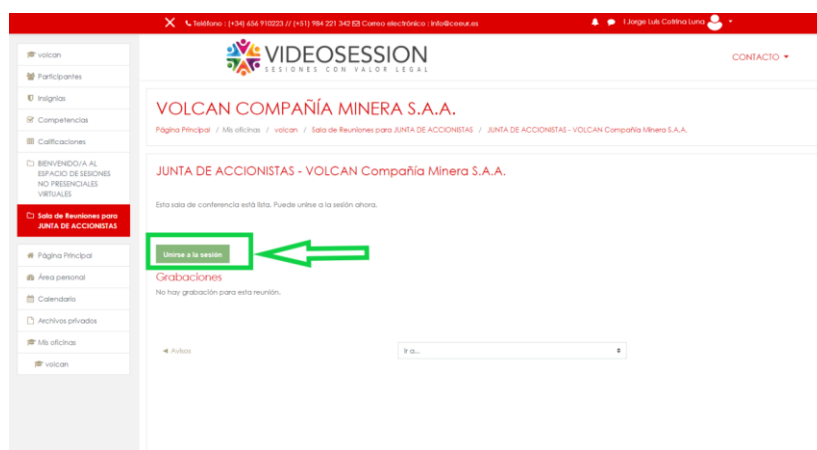 Teléfono : (+34) 656 910223 // (+51) 984 221 342 Correo electrónico : info@ceeur.es
1 Jorge Luis Cotrina Luna
VIDEOSESSION
SESIONES CON VALOR LEGAL
CONTACTO
volcan
Participantes
Insignias
Competencias
Calificaciones
BIENVENIDO/A AL
ESPACIO DE SESIONES
NO PRESENCIALES
VIRTUALES
Sala de Reuniones para
JUNTA DE ACCIONISTAS
Página Principal
Área personal
Calendario
Archivos privados
Mis oficinas
volcan
VOLCAN COMPAÑÍA MINERA S.A.A.
Página Principal / Mis oficinas / volcan / Sala de Reuniones para JUNTA DE ACCIONISTAS / JUNTA DE ACCIONISTAS - VOLCAN Compañía Minera S.A.A.
JUNTA DE ACCIONISTAS - VOLCAN Compañía Minera S.A.A.
Esta sala de conferencia está lista. Puede unirse a la sesión ahora.
Unirse a la sesión
Grabaciones
No hay grabación para esta reunión.
◄ Avisos
Ir a...